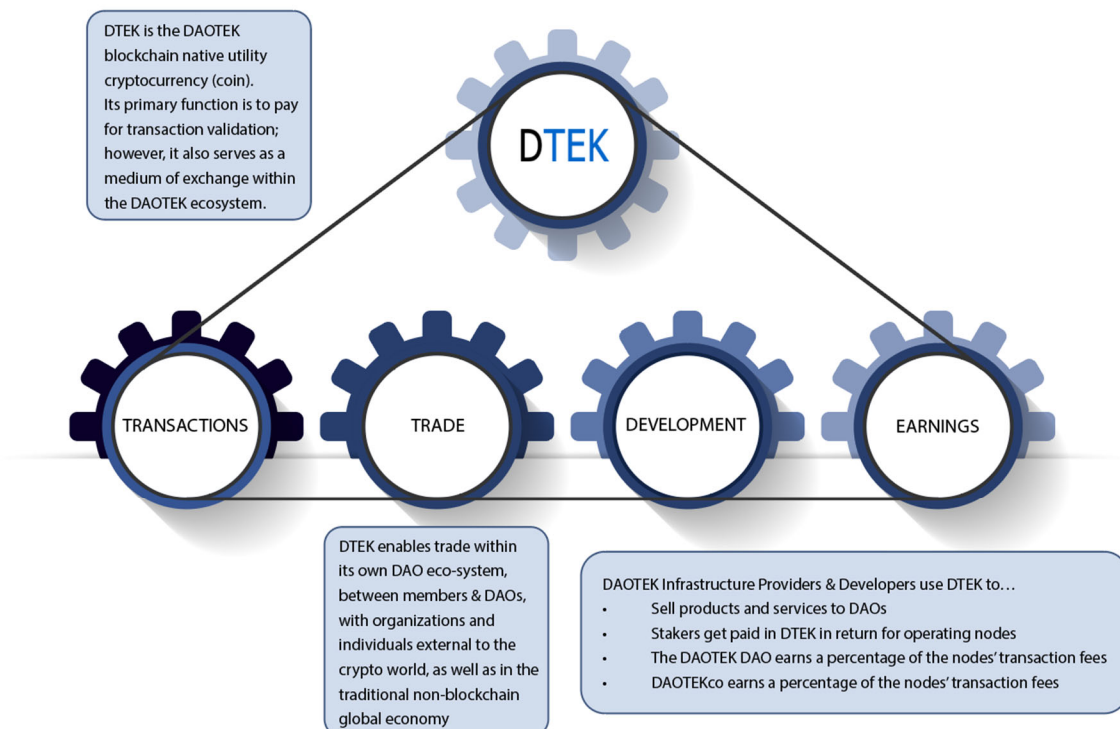 DTEK is the DAOTEK
blockchain native utility
cryptocurrency (coin).
Its primary function is to pay
for transaction validation;
however, it also serves as a
medium of exchange within
the DAOTEK ecosystem.
DTEK
TRANSACTIONS
TRADE
DEVELOPMENT
EARNINGS
DTEK enables trade within
its own DAO eco-system,
between members & DAOs,
with organizations and
individuals external to the
crypto world, as well as in the
traditional non-blockchain
global economy
DAOTEK Infrastructure Providers & Developers use DTEK to…
• Sell products and services to DAOs
• Stakers get paid in DTEK in return for operating nodes
• The DAOTEK DAO earns a percentage of the nodes' transaction fees
• DAOTEKco earns a percentage of the nodes' transaction fees